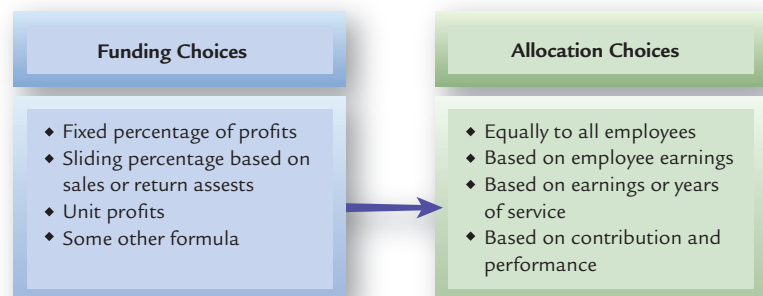 Funding Choices
◆ Fixed percentage of profits
◆ Sliding percentage based on
sales or return assests
◆ Unit profits
◆ Some other formula
Allocation Choices
◆ Equally to all employees
◆ Based on employee earnings
◆ Based on earnings or years
of service
◆ Based on contribution and
performance